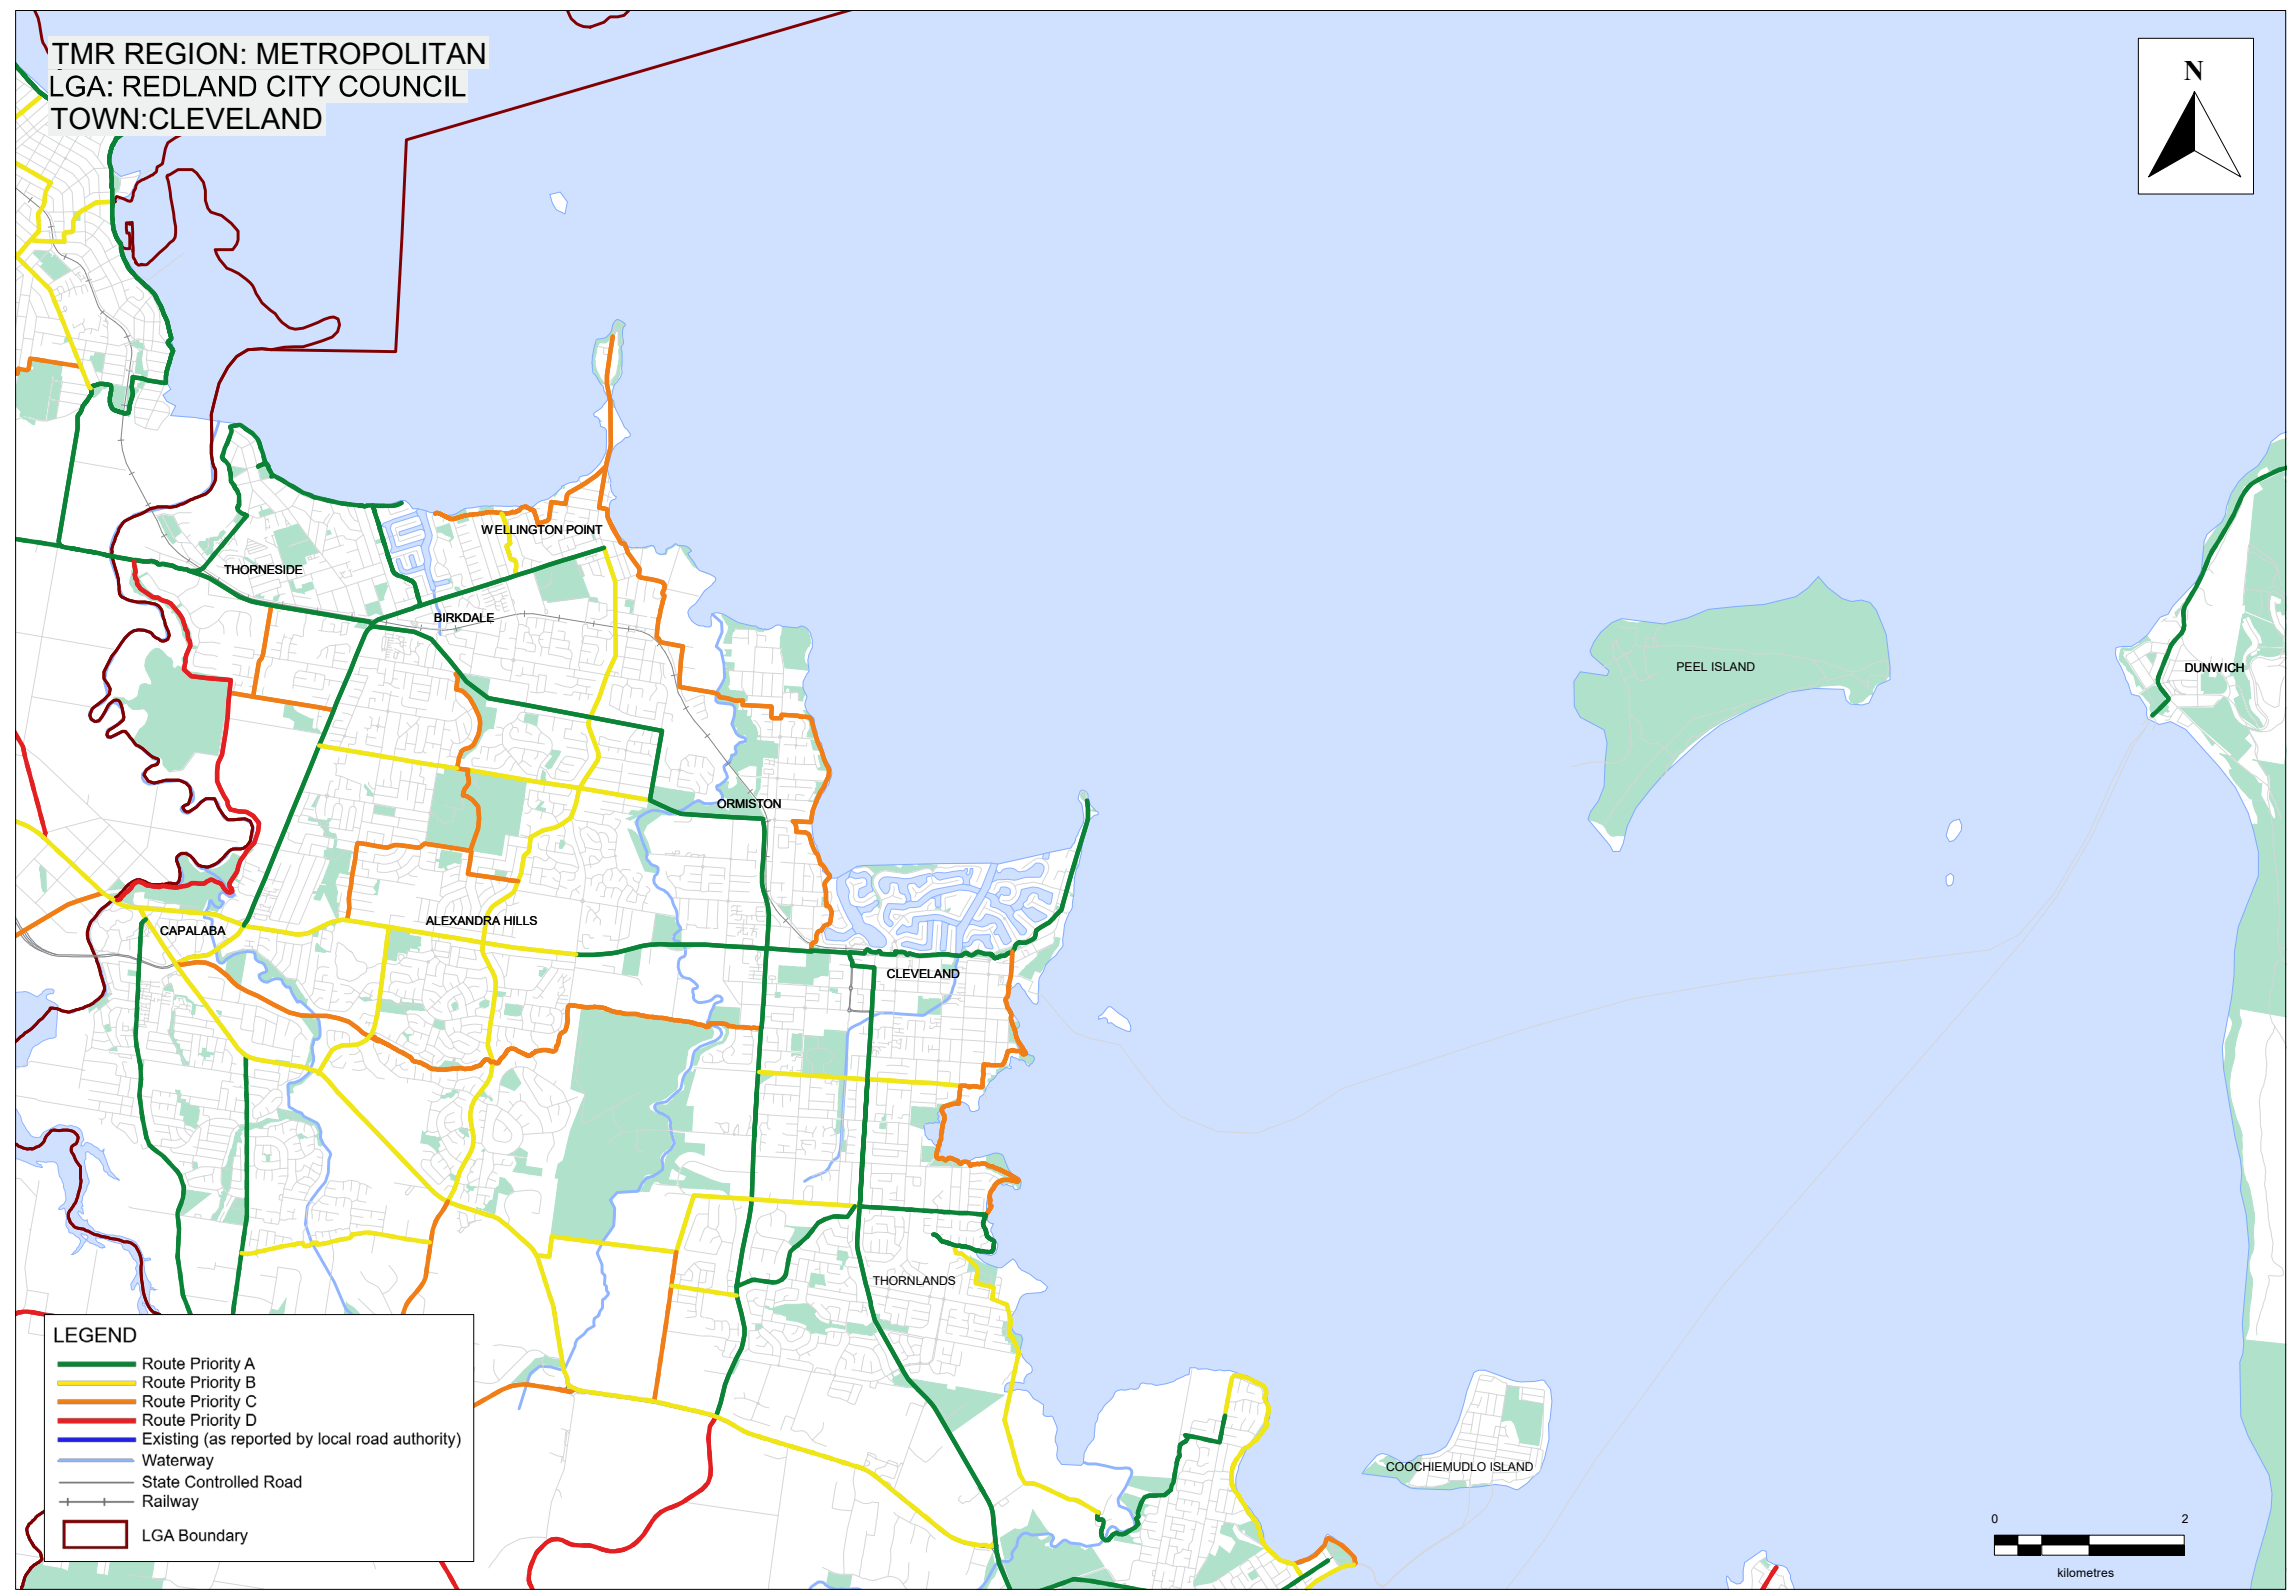 TMR REGION: METROPOLITAN
LGA: REDLAND CITY COUNCIL
TOWN:CLEVELAND
N
WELLINGTON POINT
THORNESIDE
BIRKDALE
PEEL ISLAND
DUNWICH
ORMISTON
ALEXANDRA HILLS
CAPALABA
CLEVELAND
THORNLANDS
COOCHIEMUDLO ISLAND
LEGEND
Route Priority A
Route Priority B
Route Priority C
Route Priority D
Existing (as reported by local road authority)
Waterway
State Controlled Road
Railway
LGA Boundary
0 2
kilometres